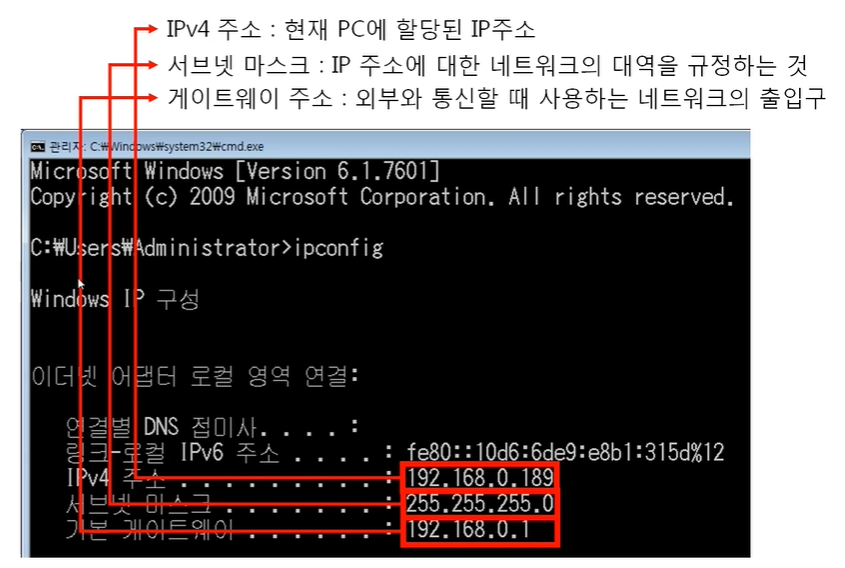 IPv4 주소 : 현재 PC에 할당된 IP주소
서브넷 마스크 : IP 주소에 대한 네트워크의 대역을 규정하는 것
게이트웨이 주소 : 외부와 통신할 때 사용하는 네트워크의 출입구
관리자: C:₩Windows₩system32₩cmd.exe
Microsoft Windows [Version 6.1.7601]
Copyright (c) 2009 Microsoft Corporation. All rights reserved.
C:₩Users₩Administrator>ipconfig
Windows IP 구성
이더넷 어댑터 로컬 영역 연결:
연결별 DNS 접미사. . . . :
링크-로컬 IPv6 주소 . . . . : fe80::10d6:6de9:e8b1:315d%12
IPv4 주소 . . . . . . . . . : 192.168.0.189
서브넷 마스크 . . . . . . . : 255.255.255.0
기본 게이트웨이 . . . . . . : 192.168.0.1